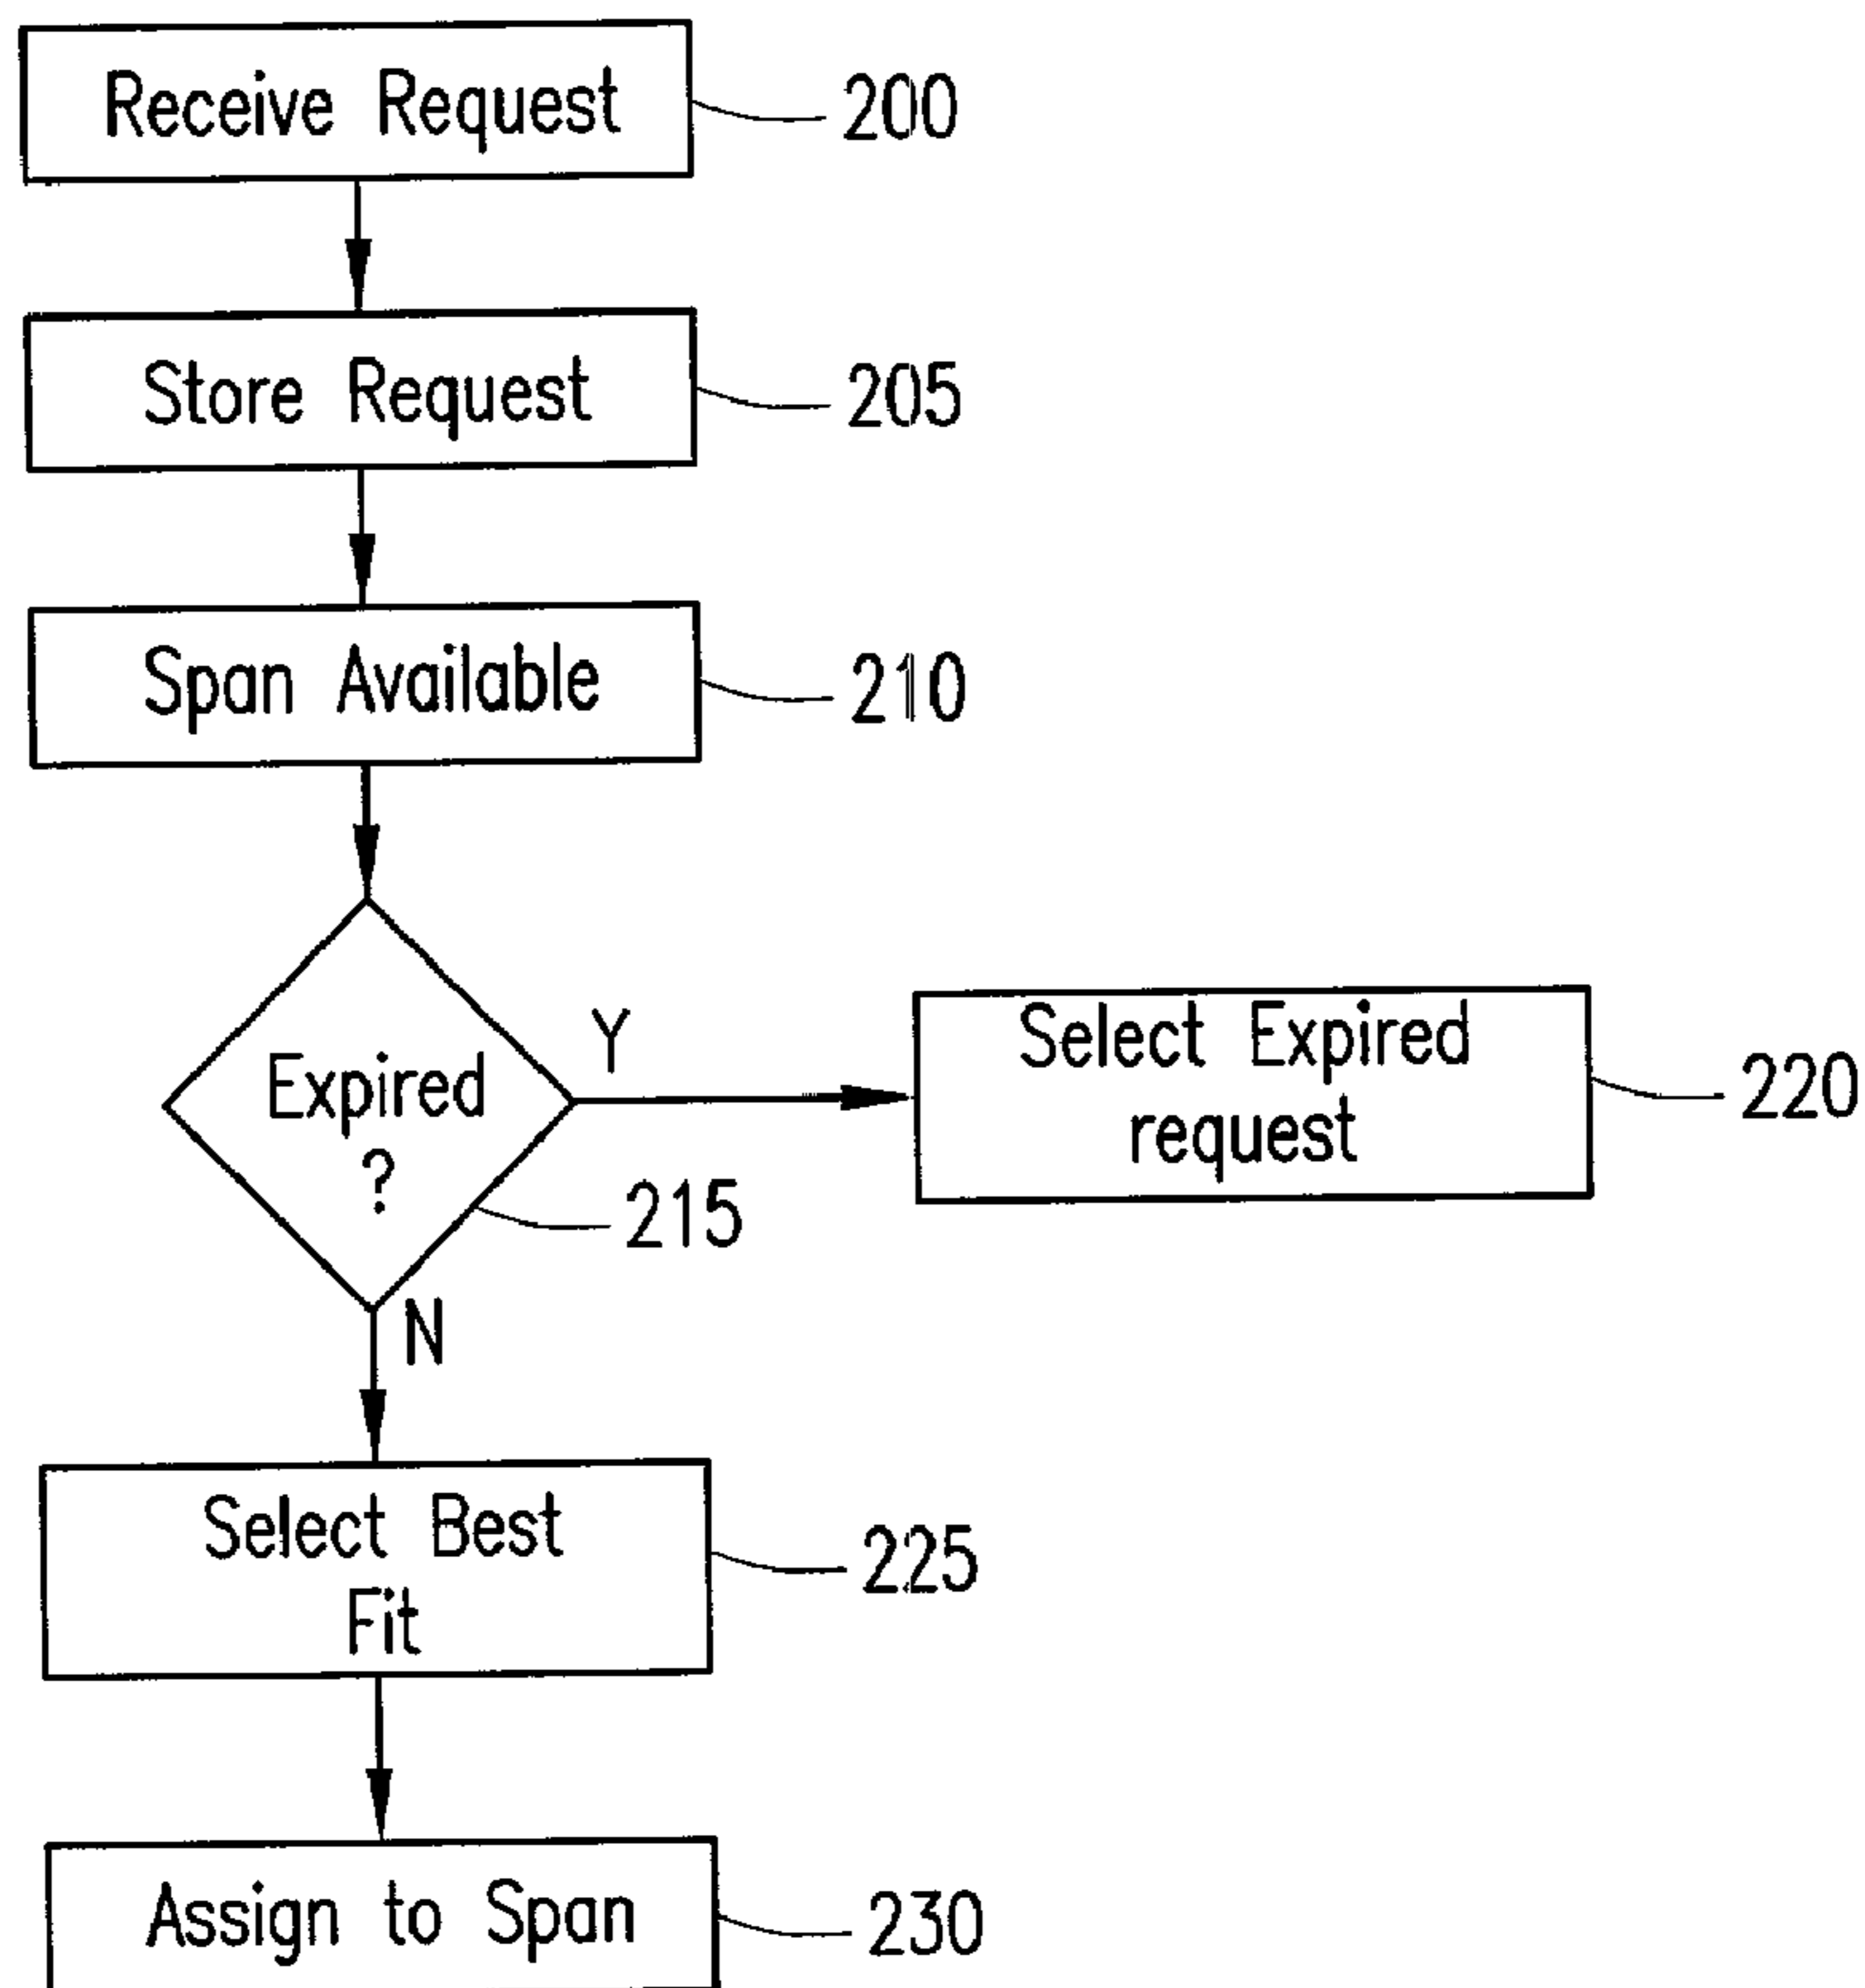 Receive Request
200
Store Request
205
Span Available
210
Expired
?
Y
215
N
Select Expired
request
220
Select Best
Fit
225
Assign to Span
230